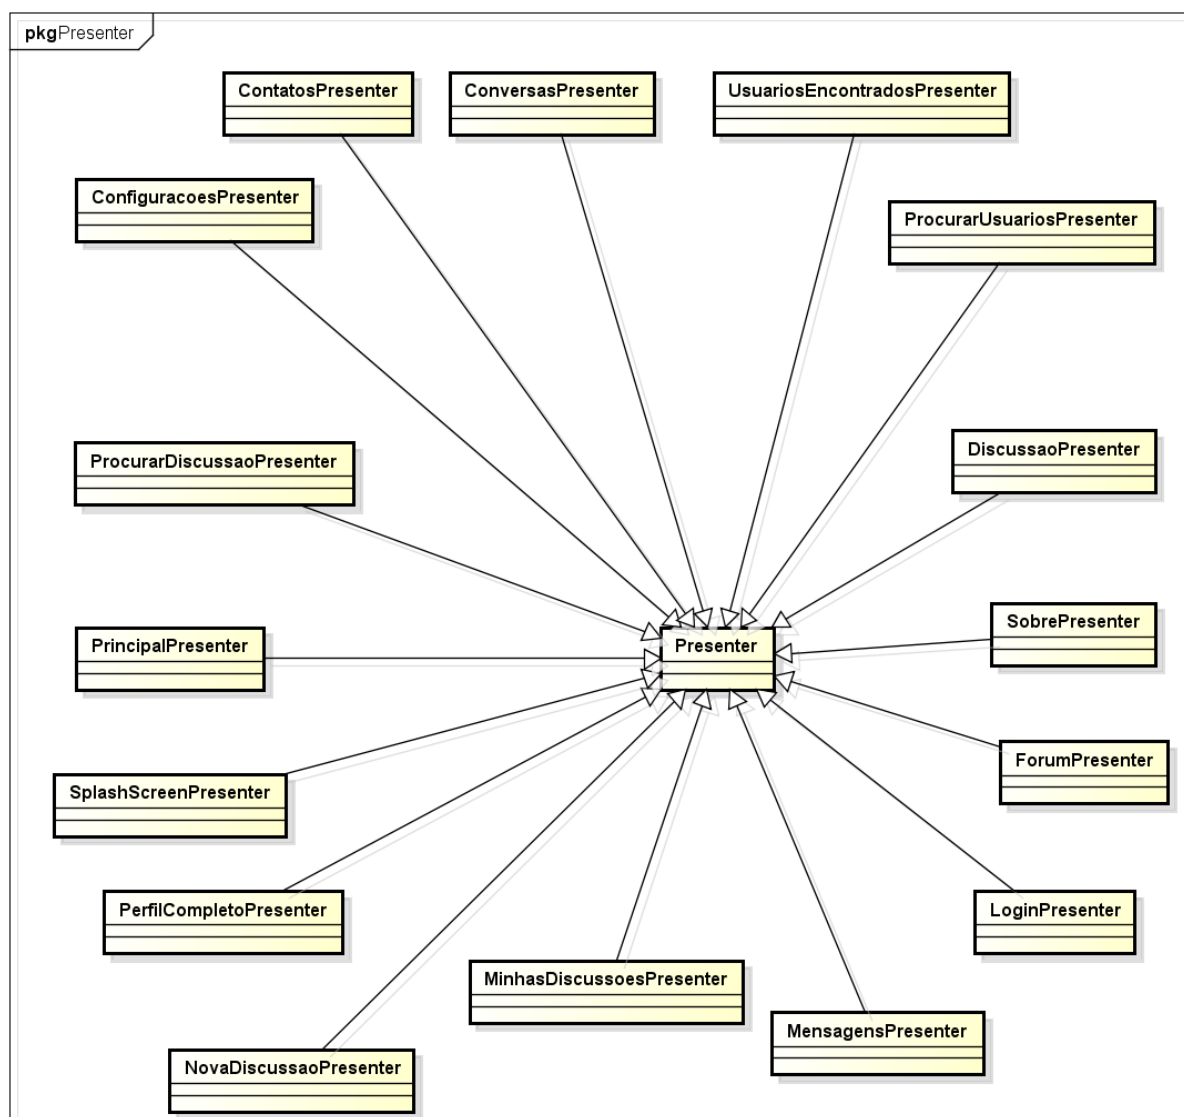 pkgPresenter
ContatosPresenter
ConversasPresenter
UsuariosEncontradosPresenter
ConfiguracoesPresenter
ProcurarUsuariosPresenter
ProcurarDiscussaoPresenter
DiscussaoPresenter
PrincipalPresenter
Presenter
SobrePresenter
SplashScreenPresenter
ForumPresenter
PerfilCompletoPresenter
LoginPresenter
MinhasDiscussoesPresenter
MensagensPresenter
NovaDiscussaoPresenter